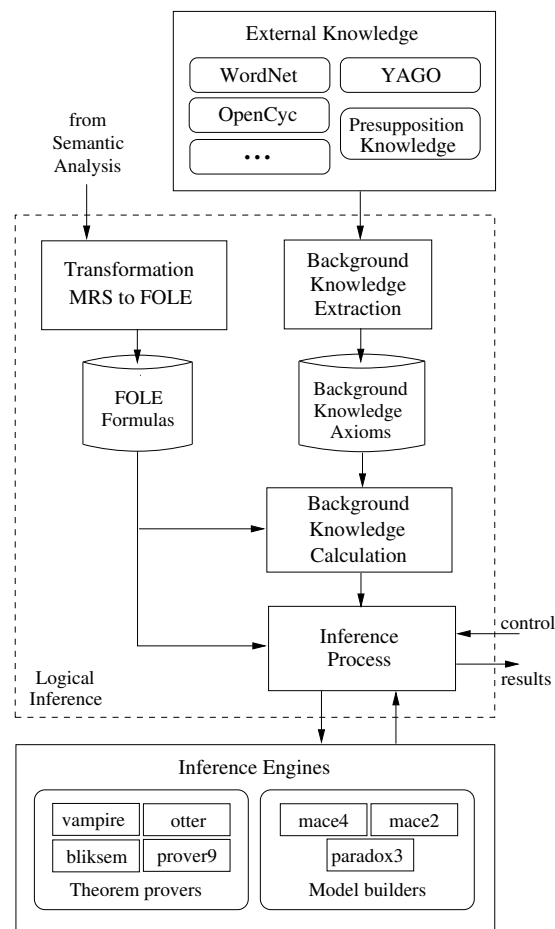 External Knowledge
WordNet
YAGO
OpenCyc
Presupposition
Knowledge
...
from
Semantic
Analysis
Transformation
MRS to FOLE
Background
Knowledge
Extraction
FOLE
Formulas
Background
Knowledge
Axioms
Background
Knowledge
Calculation
Inference
Process
control
results
Logical
Inference
Inference Engines
vampire
otter
bliksem
prover9
Theorem provers
mace4
mace2
paradox3
Model builders